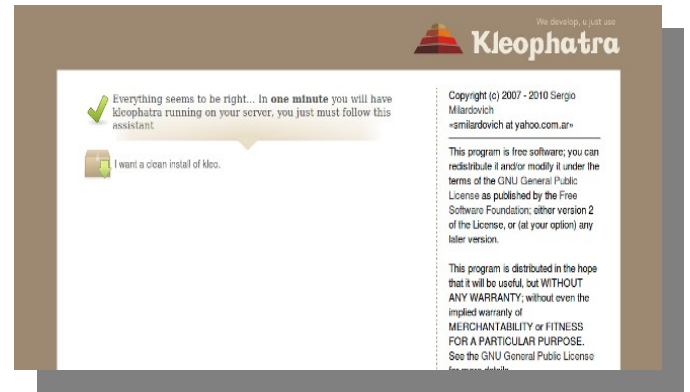 We develop, u just use
Kleophatra
Everything seems to be right... In one minute you will have
kleophatra running on your server, you just must follow this
assistant
I want a clean install of kleo.
Copyright (c) 2007 - 2010 Sergio
Milardovich
«smilardovich at yahoo.com.ar»
This program is free software; you can
redistribute it and/or modify it under the
terms of the GNU General Public
License as published by the Free
Software Foundation; either version 2
of the License, or (at your option) any
later version.
This program is distributed in the hope
that it will be useful, but WITHOUT
ANY WARRANTY; without even the
implied warranty of
MERCHANTABILITY or FITNESS
FOR A PARTICULAR PURPOSE.
See the GNU General Public License
for more details